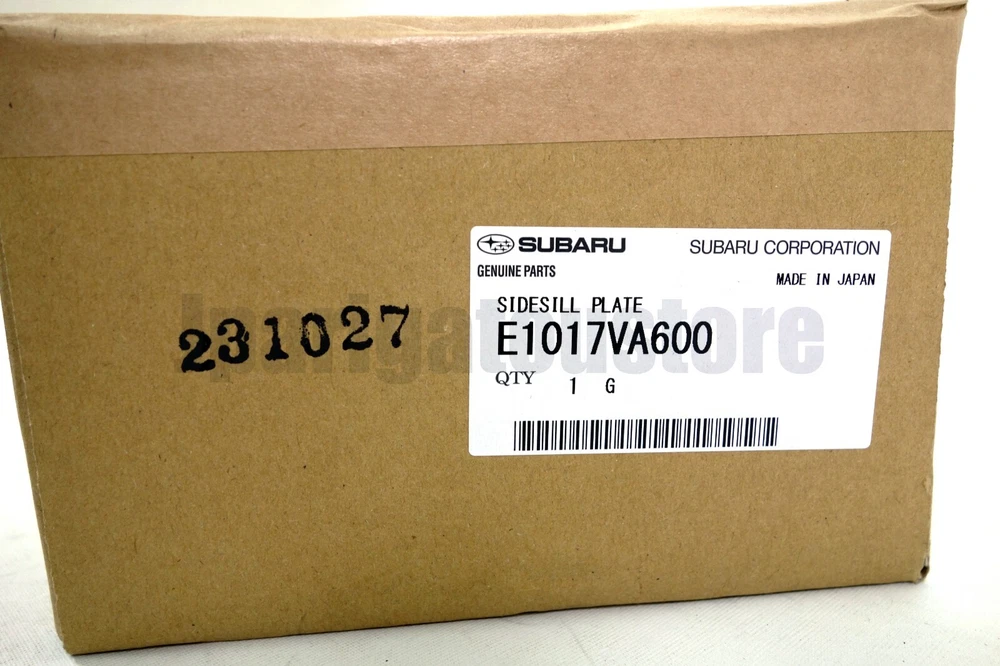 SUBARU
SUBARU CORPORATION
GENUINE PARTS
MADE IN JAPAN
SIDESILL PLATE
E1017VA600
QTY 1 G
231027